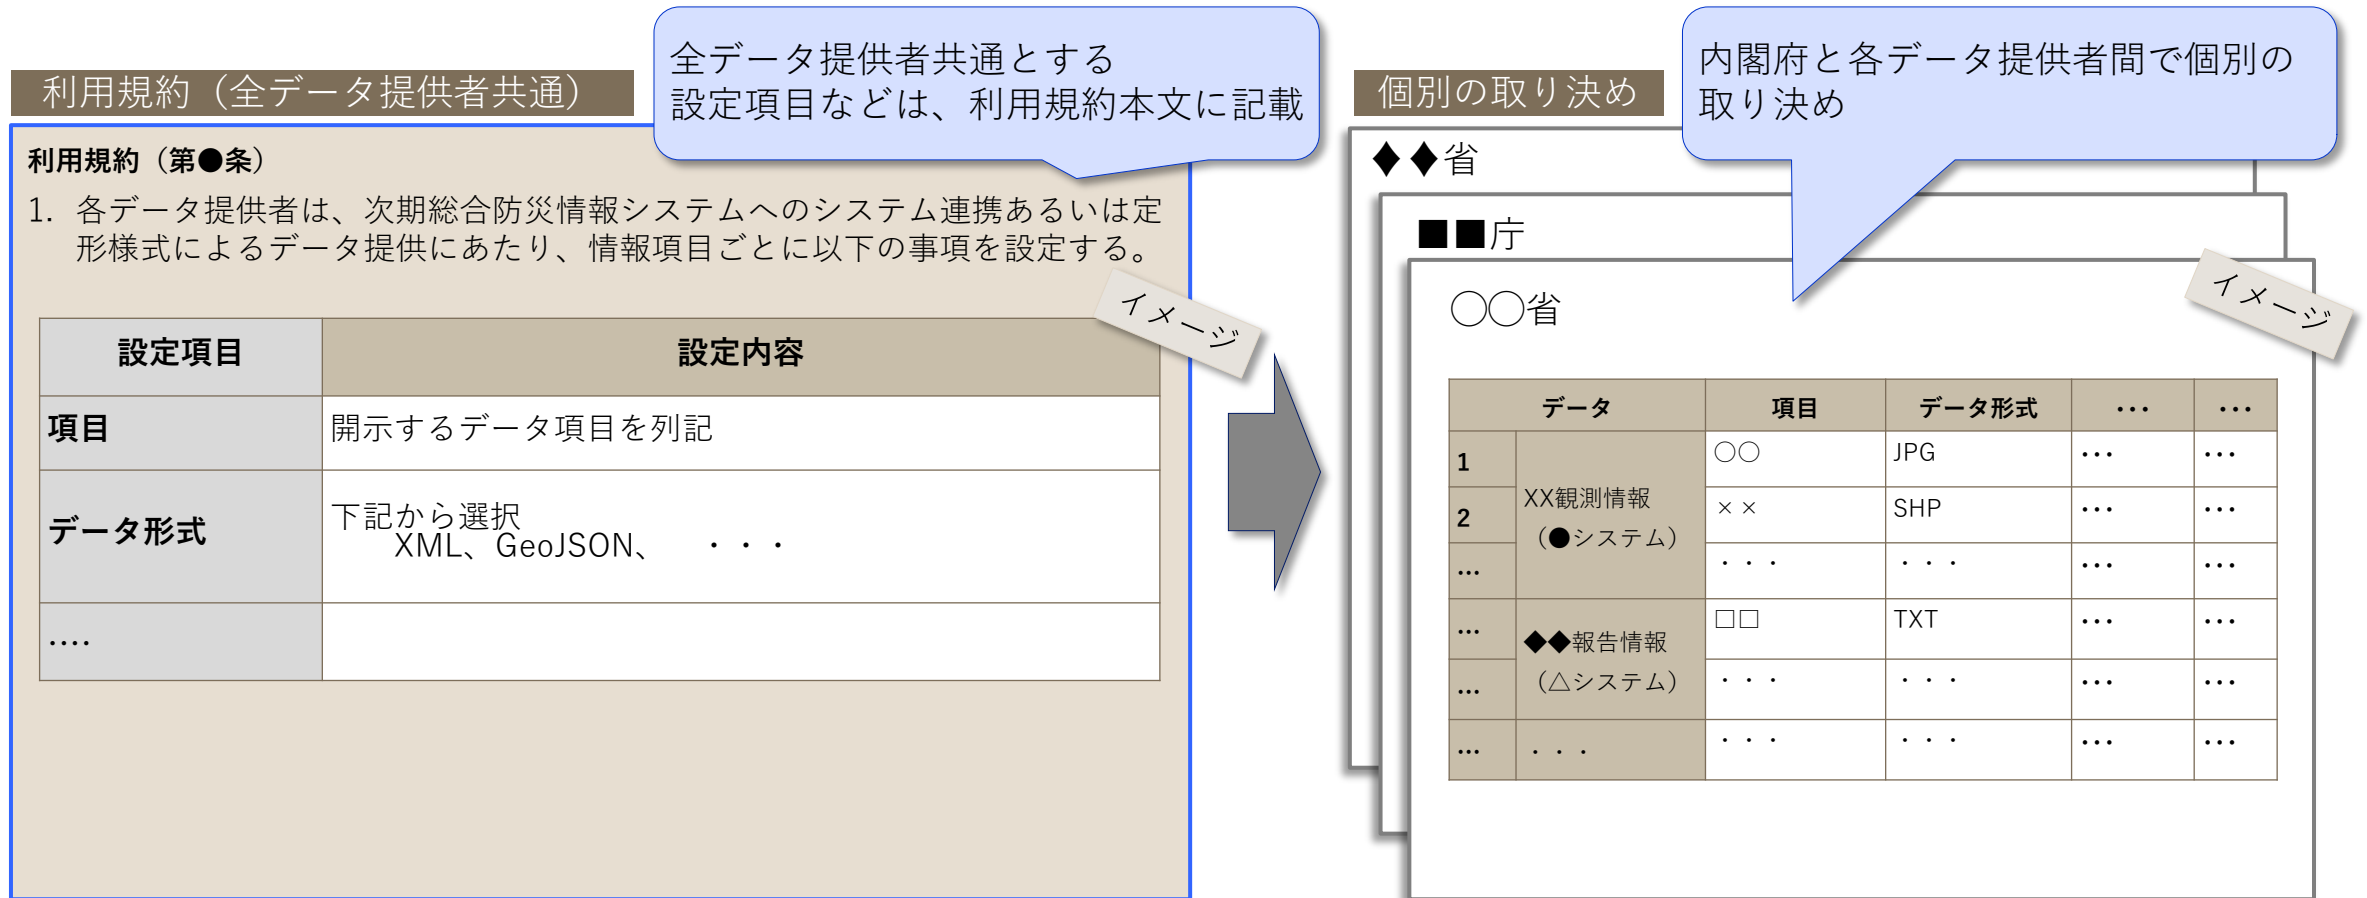 利用規約（全データ提供者共通）
全データ提供者共通とする
設定項目などは、利用規約本文に記載
利用規約（第●条）
1. 各データ提供者は、次期総合防災情報システムへのシステム連携あるいは定
形様式によるデータ提供にあたり、情報項目ごとに以下の事項を設定する。
イメージ
設定項目 設定内容
項目 開示するデータ項目を列記
データ形式 下記から選択
XML、GeoJSON、 ・・・
....
個別の取り決め
内閣府と各データ提供者間で個別の
取り決め
♦♦省
■■庁
○○省
イメージ
データ 項目 データ形式 … …
1 XX観測情報 ○○ JPG … …
2 （●システム） ×× SHP … …
… ・・・ ・・・ … …
… ◆◆報告情報 □□ TXT … …
… （△システム） ・・・ ・・・ … …
… ・・・ ・・・ ・・・ … …